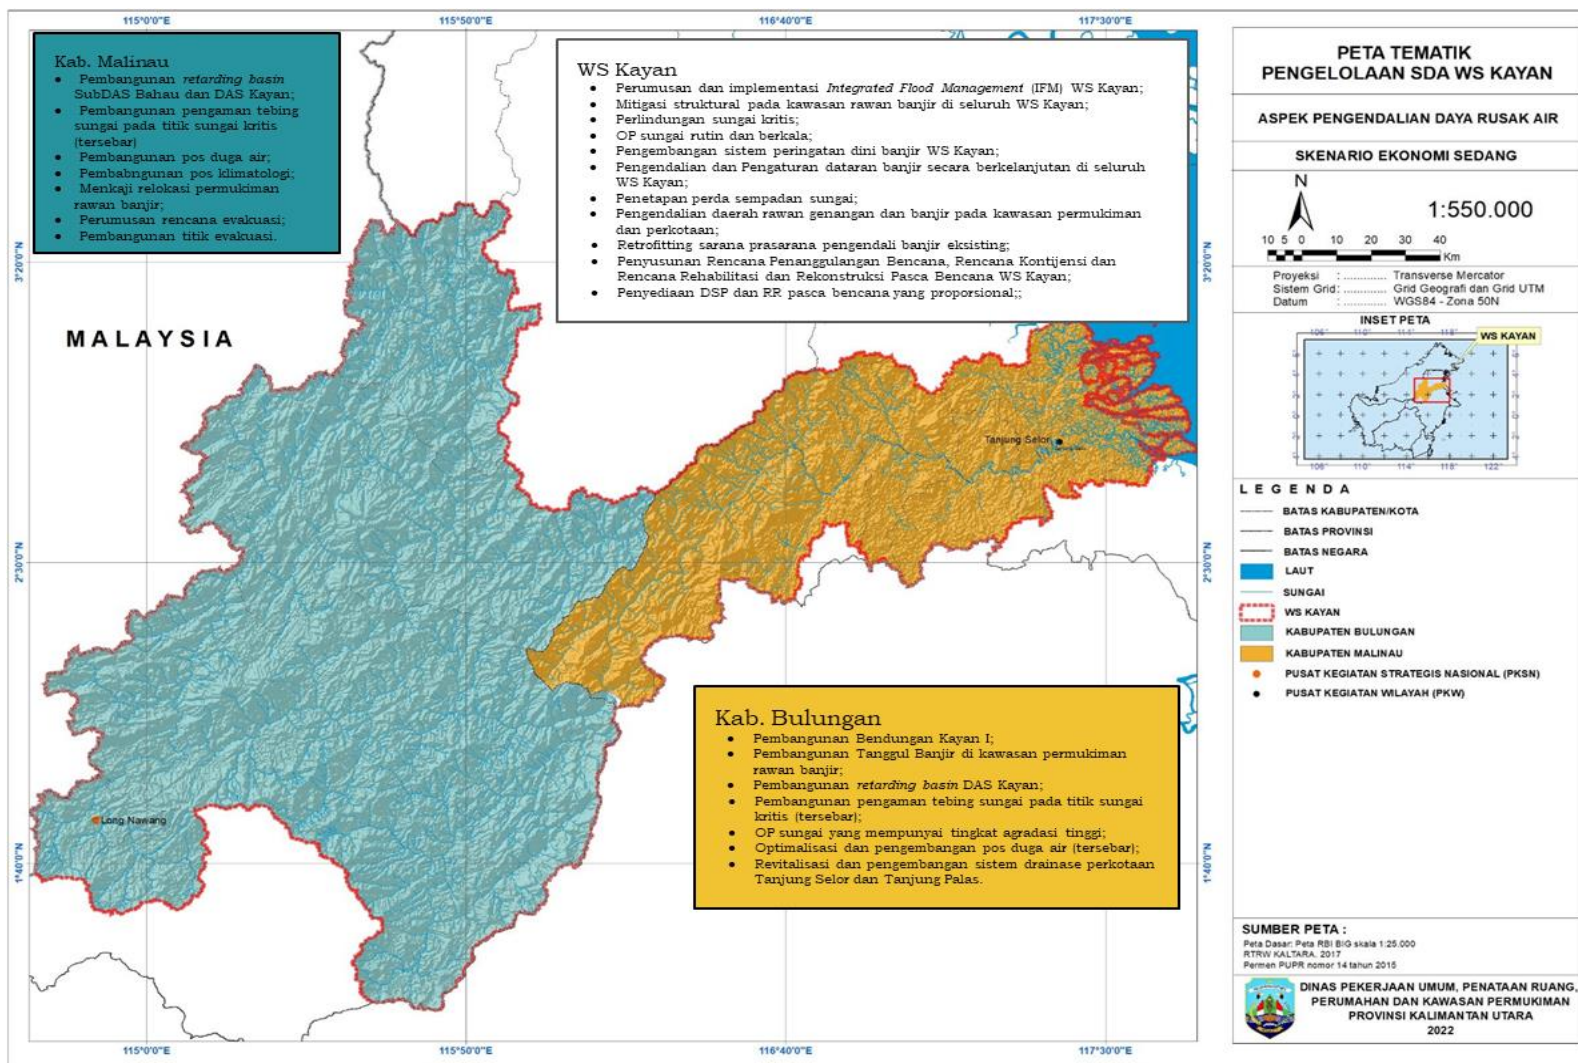 115°0'0"E
115°50'0"E
116°40'0"E
117°30'0"E
Kab. Malinau
• Pembangunan retarding basin
SubDAS Bahau dan DAS Kayan;
• Pembangunan pengaman tebing
sungai pada titik sungai kritis
(tersebar)
• Pembangunan pos duga air;
• Pembabngunan pos klimatologi;
• Menkaji relokasi permukiman
rawan banjir;
• Perumusan rencana evakuasi;
• Pembangunan titik evakuasi.
WS Kayan
• Perumusan dan implementasi Integrated Flood Management (IFM) WS Kayan;
• Mitigasi struktural pada kawasan rawan banjir di seluruh WS Kayan;
• Perlindungan sungai kritis;
• OP sungai rutin dan berkala;
• Pengembangan sistem peringatan dini banjir WS Kayan;
• Pengendalian dan Pengaturan dataran banjir secara berkelanjutan di seluruh
WS Kayan;
• Penetapan perda sempadan sungai;
• Pengendalian daerah rawan genangan dan banjir pada kawasan permukiman
dan perkotaan;
• Retrofitting sarana prasarana pengendali banjir eksisting;
• Penyusunan Rencana Penanggulangan Bencana, Rencana Kontijensi dan
Rencana Rehabilitasi dan Rekonstruksi Pasca Bencana WS Kayan;
• Penyediaan DSP dan RR pasca bencana yang proporsional;;
3°20'0"N
3°20'0"N
MALAYSIA
Tanjung Selor
2°30'0"N
2°30'0"N
Kab. Bulungan
• Pembangunan Bendungan Kayan I;
• Pembangunan Tanggul Banjir di kawasan permukiman
rawan banjir;
• Pembangunan retarding basin DAS Kayan;
• Pembangunan pengaman tebing sungai pada titik sungai
kritis (tersebar);
• OP sungai yang mempunyai tingkat agradasi tinggi;
• Optimalisasi dan pengembangan pos duga air (tersebar);
• Revitalisasi dan pengembangan sistem drainase perkotaan
Tanjung Selor dan Tanjung Palas.
Long Nawang
1°40'0"N
1°40'0"N
115°0'0"E
115°50'0"E
116°40'0"E
117°30'0"E
PETA TEMATIK
PENGELOLAAN SDA WS KAYAN
ASPEK PENGENDALIAN DAYA RUSAK AIR
SKENARIO EKONOMI SEDANG
N
1:550.000
10 5 0 10 20 30 40
Km
Proyeksi : ............ Transverse Mercator
Sistem Grid: ............ Grid Geografi dan Grid UTM
Datum : ............ WGS84 - Zona 50N
INSET PETA
106° 110° 114° 118°
WS KAYAN
106° 110° 114° 118° 122°
LEGENDA
BATAS KABUPATEN/KOTA
BATAS PROVINSI
BATAS NEGARA
LAUT
SUNGAI
WS KAYAN
KABUPATEN BULUNGAN
KABUPATEN MALINAU
PUSAT KEGIATAN STRATEGIS NASIONAL (PKSN)
PUSAT KEGIATAN WILAYAH (PKW)
SUMBER PETA :
Peta Dasar: Peta RBI BIG skala 1:25.000
RTRW KALTARA. 2017
Permen PUPR nomor 14 tahun 2015
DINAS PEKERJAAN UMUM, PENATAAN RUANG,
PERUMAHAN DAN KAWASAN PERMUKIMAN
PROVINSI KALIMANTAN UTARA
2022